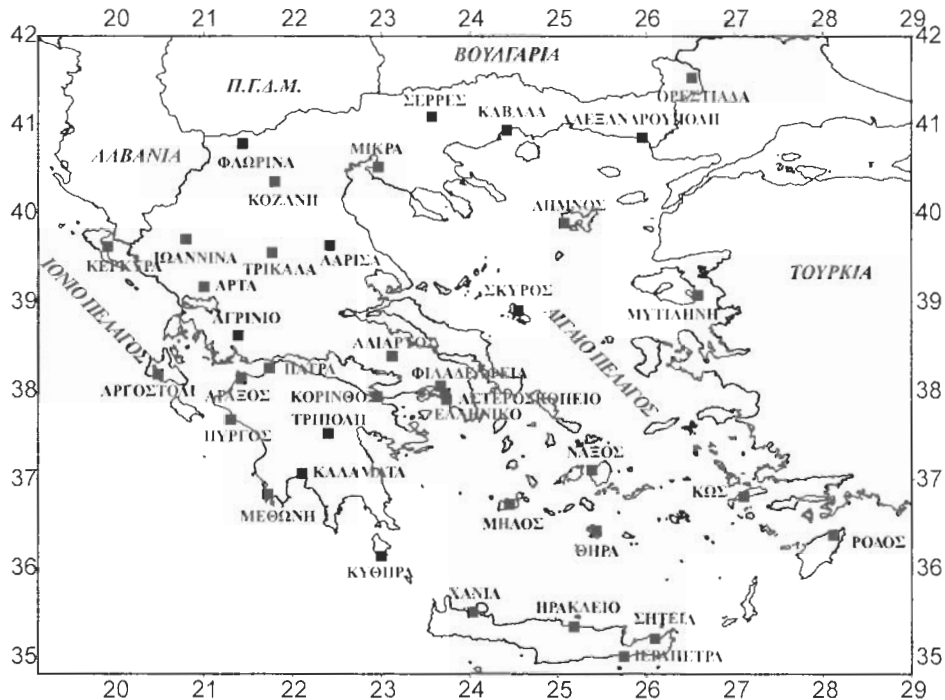 20 21 22 23 24 25 26 27 28 29
42 42
ΒΟΥΛΓΑΡΙΑ
Π.Γ.Δ.Μ.
ΟΡΕΣΤΙΑΔΑ
ΣΕΡΡΕΣ
ΚΑΒΑΛΑ
ΑΛΕΞΑΝΔΡΟΥΠΟΛΗ
41 41
ΑΛΒΑΝΙΑ
ΦΛΩΡΙΝΑ
ΜΙΚΡΑ
ΚΟΖΑΝΗ
ΛΗΜΝΟΣ
40 40
ΚΕΡΚΥΡΑ
ΙΩΑΝΝΙΝΑ
ΤΡΙΚΑΛΑ
ΛΑΡΙΣΑ
ΤΟΥΡΚΙΑ
ΙΟΝΙΟ ΠΕΛΑΓΟΣ
ΑΡΤΑ
ΣΚΥΡΟΣ
ΜΥΤΙΛΗΝΗ
39 39
ΑΓΡΙΝΙΟ
ΑΛΙΑΡΤΟΣ
ΑΙΓΑΙΟ ΠΕΛΑΓΟΣ
ΠΑΤΡΑ
ΦΙΛΑΔΕΛΦΕΙΑ
38 38
ΑΡΓΟΣΤΟΛΙ
ΑΡΑΞΟΣ
ΚΟΡΙΝΘΟΣ
ΑΣΤΕΡΟΣΚΟΠΕΙΟ
ΕΛΛΗΝΙΚΟ
ΠΥΡΓΟΣ
ΤΡΙΠΟΛΗ
ΝΑΞΟΣ
37 37
ΚΑΛΑΜΑΤΑ
ΚΩΣ
ΜΕΘΩΝΗ
ΜΗΛΟΣ
ΘΗΡΑ
ΡΟΔΟΣ
36 36
ΚΥΘΗΡΑ
ΧΑΝΙΑ
ΗΡΑΚΛΕΙΟ
ΣΗΤΕΙΑ
35 35
ΙΕΡΑΠΕΤΡΑ
20 21 22 23 24 25 26 27 28 29